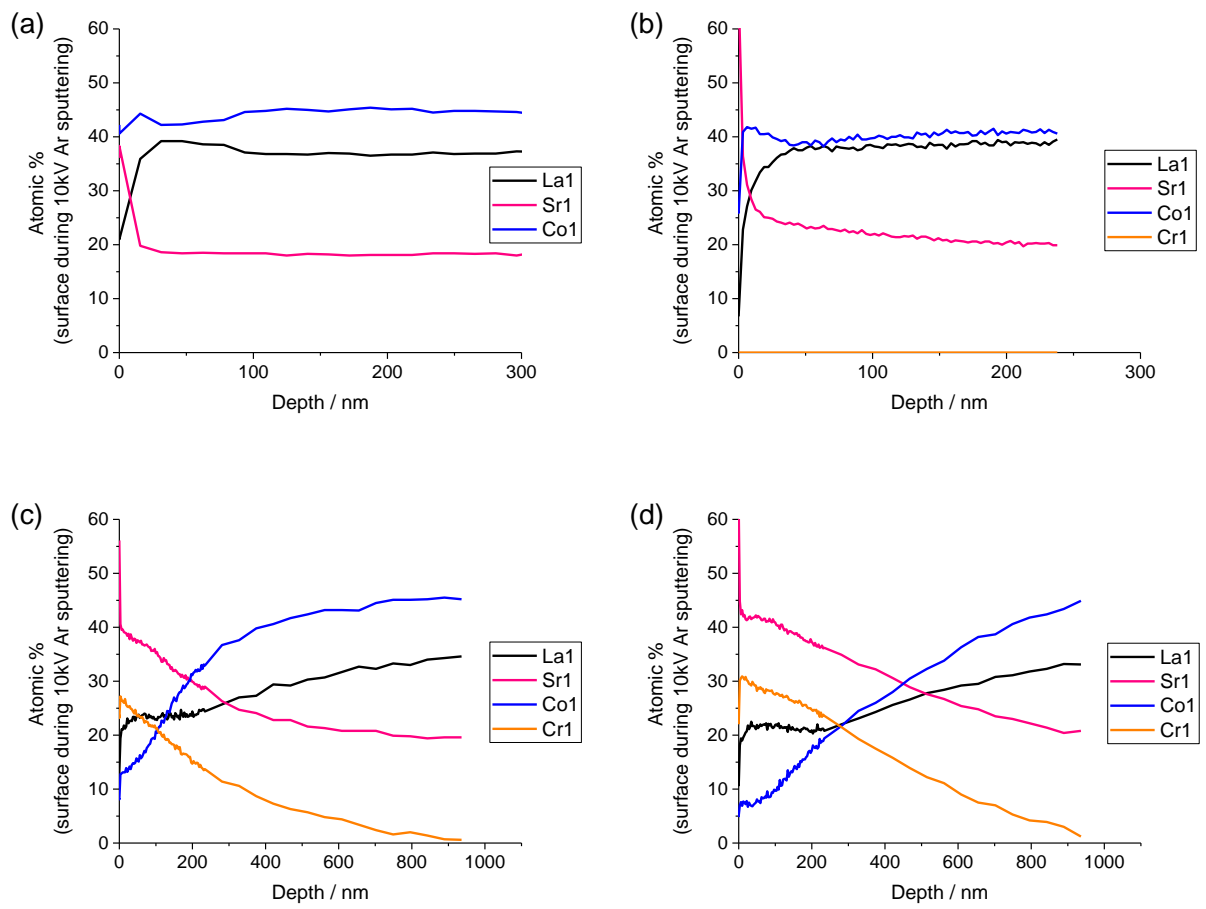 (a)
Atomic %
(surface during 10kV Ar sputtering)
60
50
40
30
20
10
0
0
100
200
300
Depth / nm
La1
Sr1
Co1
(b)
Atomic %
(surface during 10kV Ar sputtering)
60
50
40
30
20
10
0
0
100
200
300
Depth / nm
La1
Sr1
Co1
Cr1
(c)
Atomic %
(surface during 10kV Ar sputtering)
60
50
40
30
20
10
0
0
200
400
600
800
1000
Depth / nm
La1
Sr1
Co1
Cr1
(d)
Atomic %
(surface during 10kV Ar sputtering)
60
50
40
30
20
10
0
0
200
400
600
800
1000
Depth / nm
La1
Sr1
Co1
Cr1